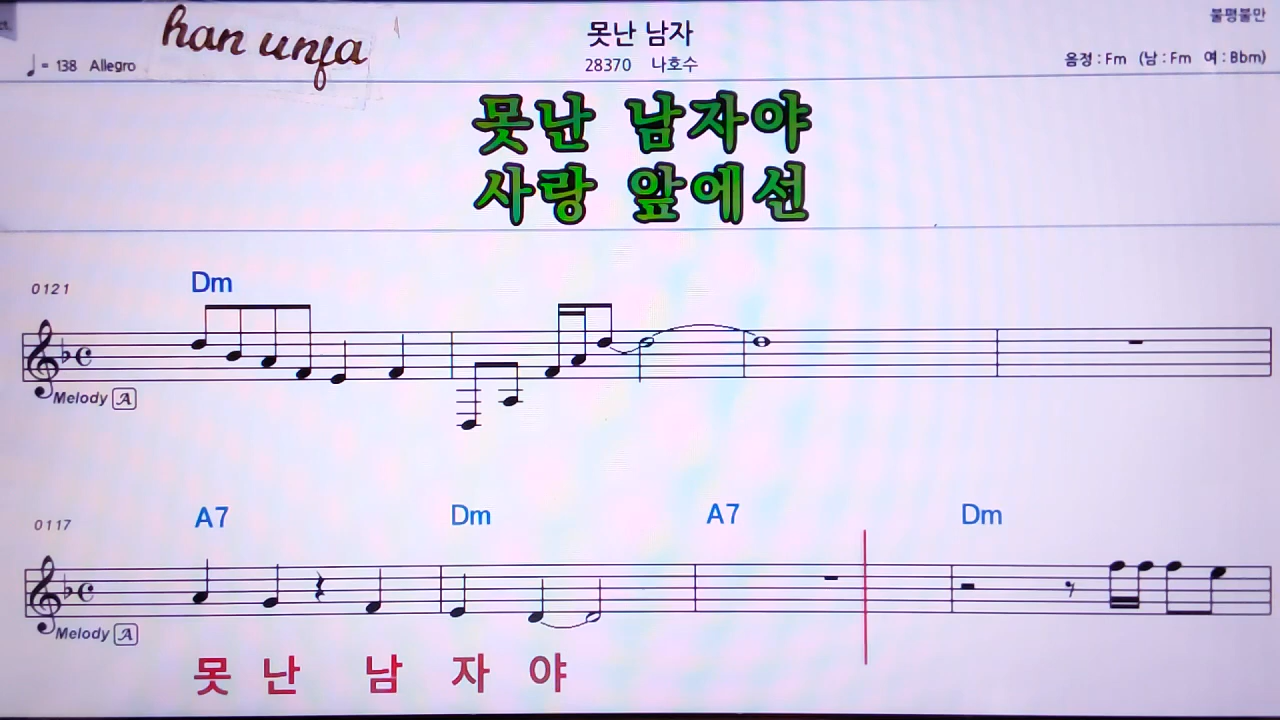 han unja
못난 남자
불평불만
♩= 138 Allegro
28370 나호수
음정 : Fm (남 : Fm 여 : Bbm)
못난 남자야
사랑 앞에선
0121
Dm
Melody A
0117
A7 Dm A7 Dm
Melody A
못 난 남 자 야